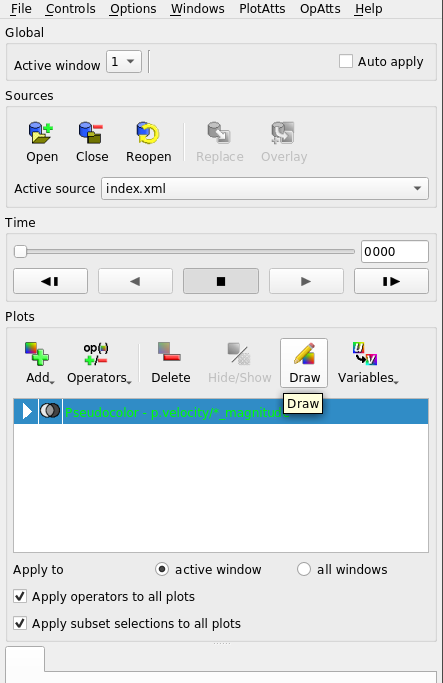 File Controls Options Windows PlotAtts OpAtts Help
Global
Active window 1 Auto apply
Sources
Open Close Reopen Replace Overlay
Active source index.xml
Time
0000
Plots
Add Operators Delete Hide/Show Draw Variables
Draw
Pseudocolor - p.velocity/*_magnitud
Apply to active window all windows
Apply operators to all plots
Apply subset selections to all plots